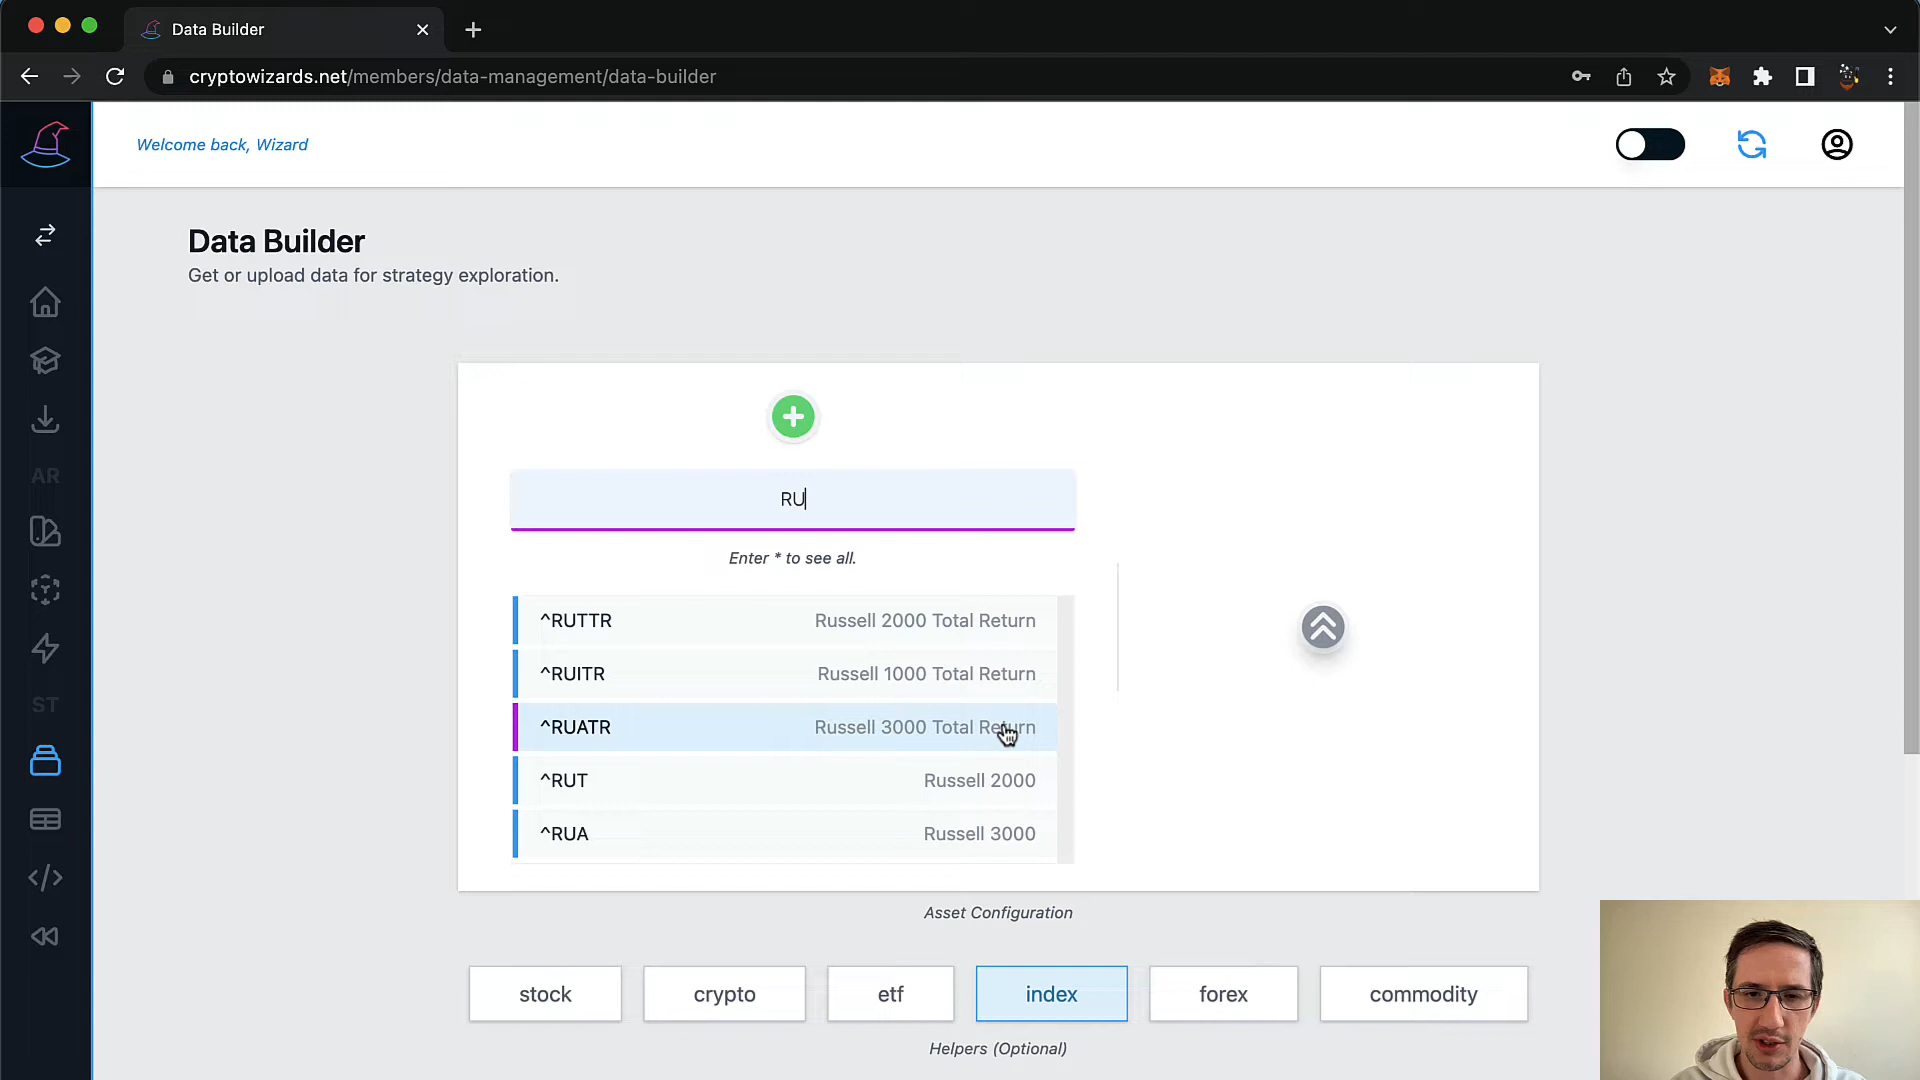 Data Builder
cryptowizards.net/members/data-management/data-builder
Welcome back, Wizard
Data Builder
Get or upload data for strategy exploration.
AR
ST
RU
Enter * to see all.
^RUTTR Russell 2000 Total Return
^RUITR Russell 1000 Total Return
^RUATR Russell 3000 Total Return
^RUT Russell 2000
^RUA Russell 3000
Asset Configuration
stock crypto etf index forex commodity
Helpers (Optional)